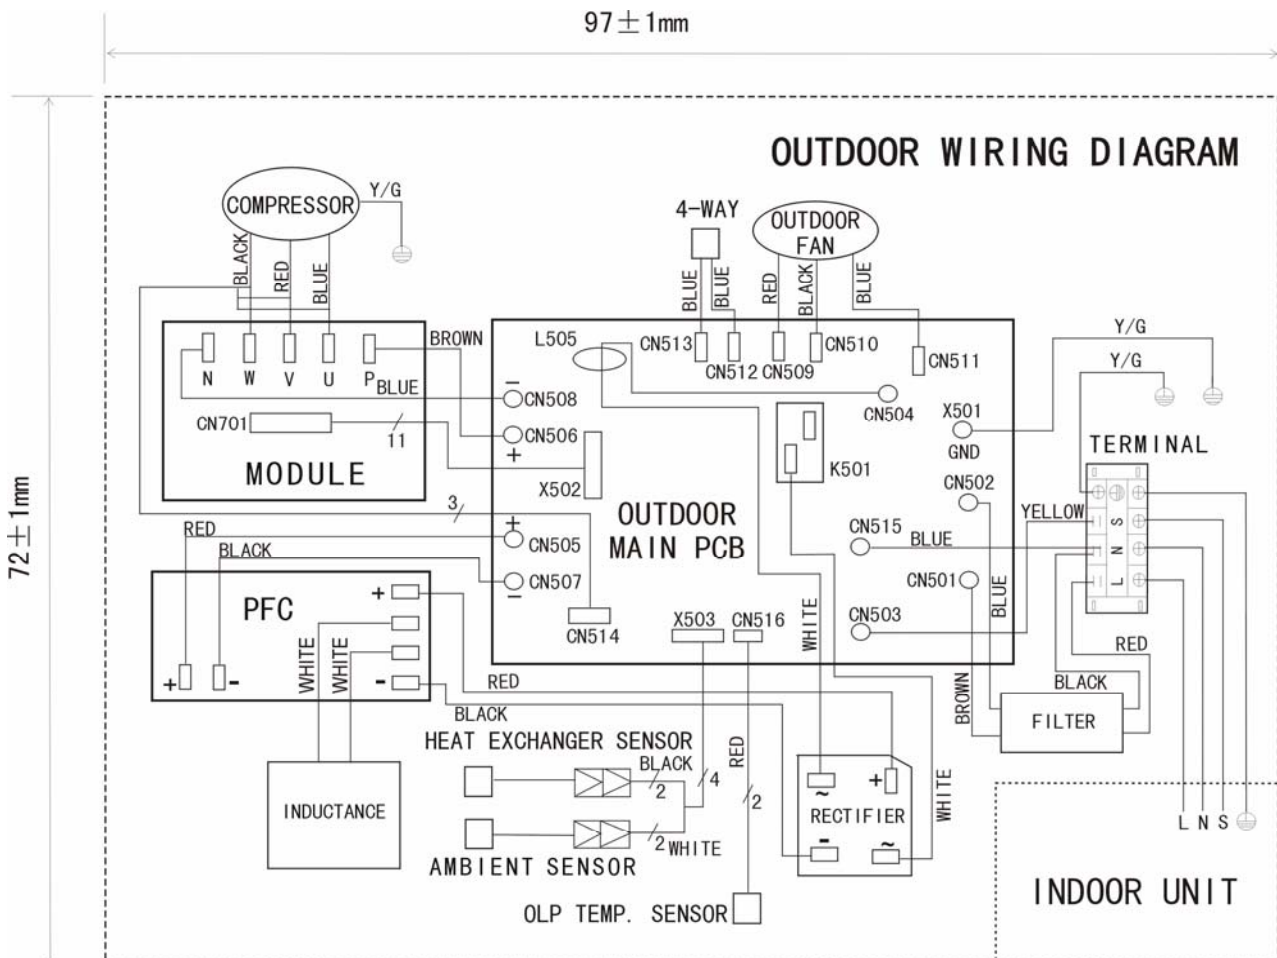 97±1mm
72±1mm
OUTDOOR WIRING DIAGRAM
COMPRESSOR
Y/G
BLACK
RED
BLUE
4-WAY
BLUE
BLUE
OUTDOOR
FAN
RED
BLACK
BLUE
N W V U P
BROWN
BLUE
CN701
11
MODULE
3
L505
CN513
CN512
CN509
CN510
CN511
−
CN508
CN506
+
X502
CN504
K501
X501
GND
CN502
OUTDOOR
MAIN PCB
CN515
BLUE
CN501
CN503
+
CN505
CN507
−
CN514
X503
CN516
Y/G
Y/G
TERMINAL
YELLOW
S
N
L
BLUE
RED
BLACK
BROWN
FILTER
RED
BLACK
PFC
+
-
+ -
WHITE
WHITE
RED
BLACK
INDUCTANCE
WHITE
WHITE
HEAT EXCHANGER SENSOR
BLACK
2
4
2
WHITE
AMBIENT SENSOR
RED
2
OLP TEMP. SENSOR
~ +
RECTIFIER
- ~
L N S
INDOOR UNIT